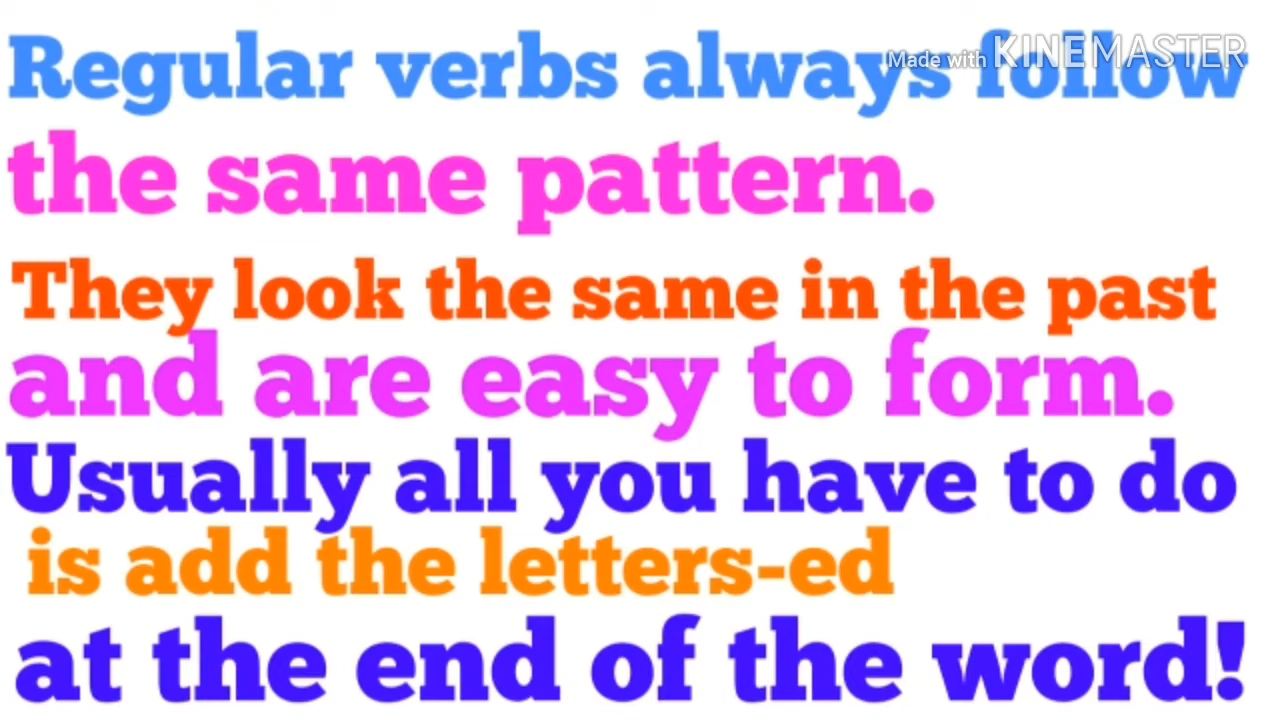 Made with KINEMASTER
Regular verbs always follow
the same pattern.
They look the same in the past
and are easy to form.
Usually all you have to do
is add the letters-ed
at the end of the word!